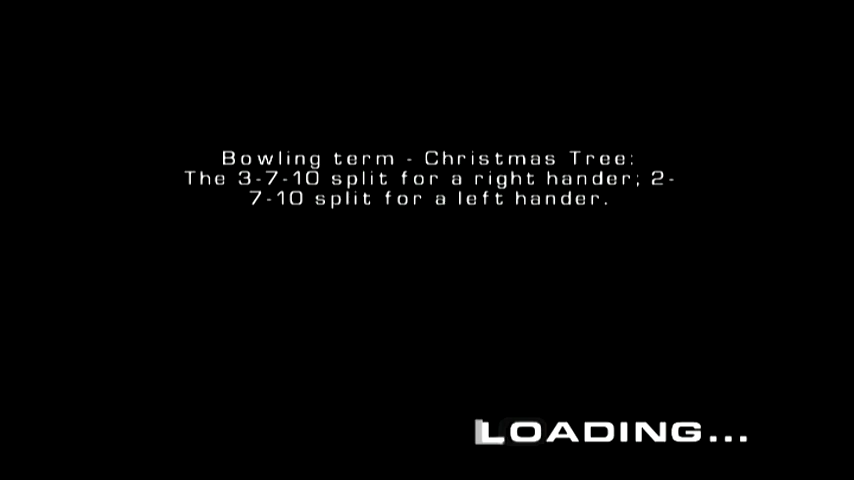 Bowling term - Christmas Tree:
The 3-7-10 split for a right hander; 2-
7-10 split for a left hander.
LOADING...